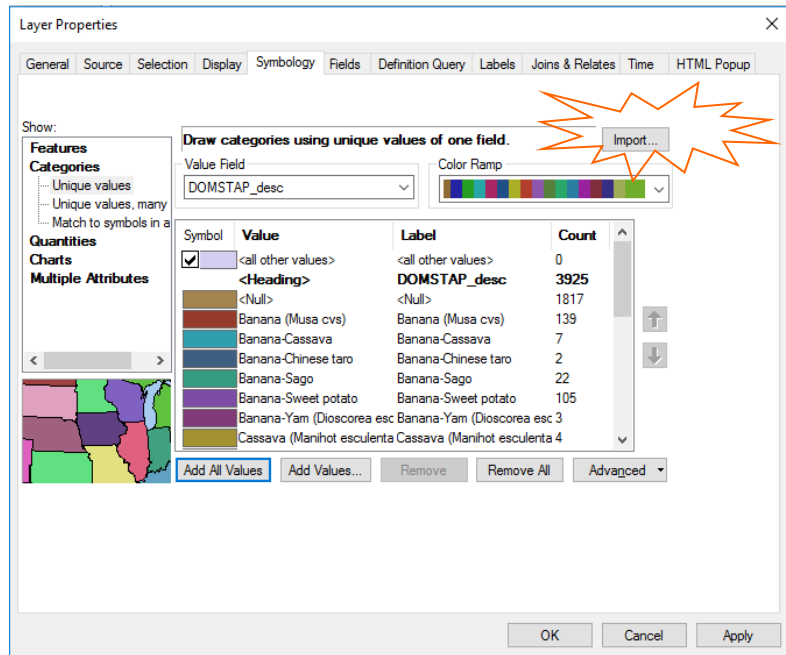 Layer Properties
General Source Selection Display Symbology Fields Definition Query Labels Joins & Relates Time HTML Popup
Show:
Features
Categories
Unique values
Unique values, many
Match to symbols in a
Quantities
Charts
Multiple Attributes
Draw categories using unique values of one field.
Import...
Value Field
DOMSTAP_desc
Color Ramp
Symbol Value Label Count
<all other values> <all other values> 0
<Heading> DOMSTAP_desc 3925
<Null> <Null> 1817
Banana (Musa cvs) Banana (Musa cvs) 139
Banana-Cassava Banana-Cassava 7
Banana-Chinese taro Banana-Chinese taro 2
Banana-Sago Banana-Sago 22
Banana-Sweet potato Banana-Sweet potato 105
Banana-Yam (Dioscorea esc Banana-Yam (Dioscorea esc 3
Cassava (Manihot esculenta Cassava (Manihot esculenta 4
Add All Values Add Values... Remove Remove All Advanced
OK Cancel Apply